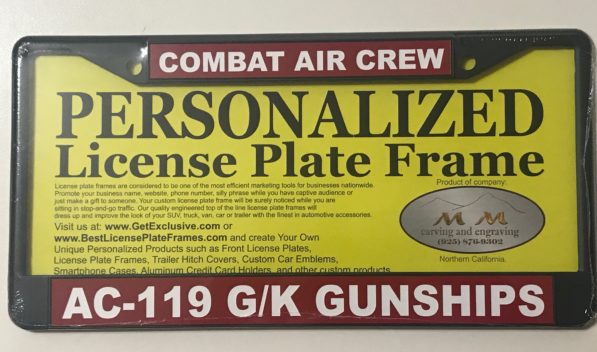 COMBAT AIR CREW
PERSONALIZED
License Plate Frame
License plate frames are considered to be one of the most efficient marketing tools for businesses nationwide.
Promote your business name, website, phone number, silly phrase while you have captive audience or
just make a gift to someone. Your custom license plate frame will be surely noticed while you are
sitting in stop-and-go traffic. Our quality engineered top of the line license plate frames will
dress up and improve the look of your SUV, truck, van, car or trailer with the finest in automotive accessories.
Visit us at: www.GetExclusive.com or
www.BestLicensePlateFrames.com and create Your Own
Unique Personalized Products such as Front License Plates,
License Plate Frames, Trailer Hitch Covers, Custom Car Emblems,
Smartphone Cases, Aluminum Credit Card Holders, and other custom products
Product of company:
M M
carving and engraving
(925) 876-9302
Northern California.
AC-119 G/K GUNSHIPS